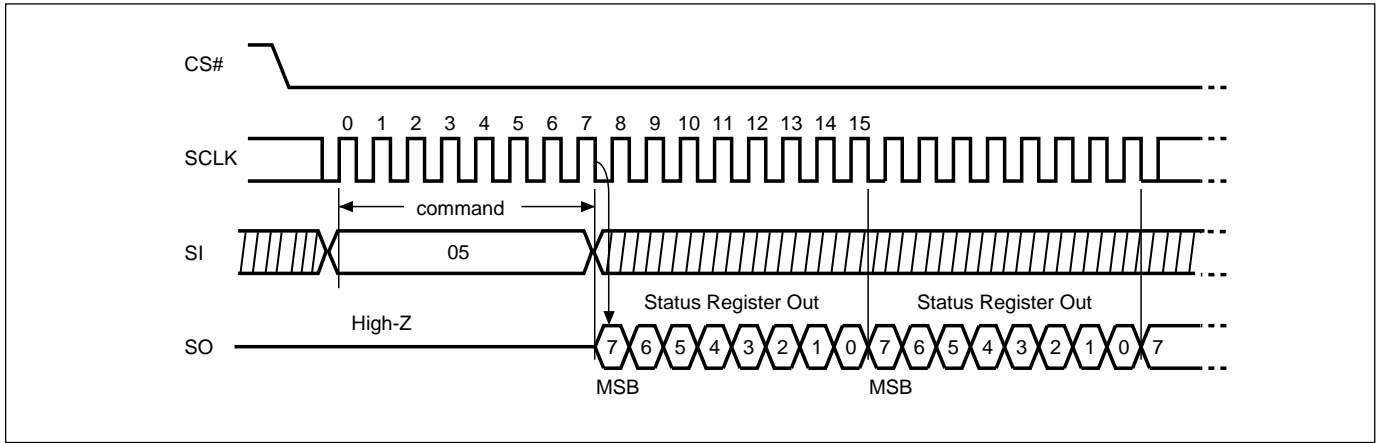 CS#
0 1 2 3 4 5 6 7 8 9 10 11 12 13 14 15
SCLK
command
SI
05
Status Register Out Status Register Out
High-Z
SO
7 6 5 4 3 2 1 0 7 6 5 4 3 2 1 0 7
MSB MSB